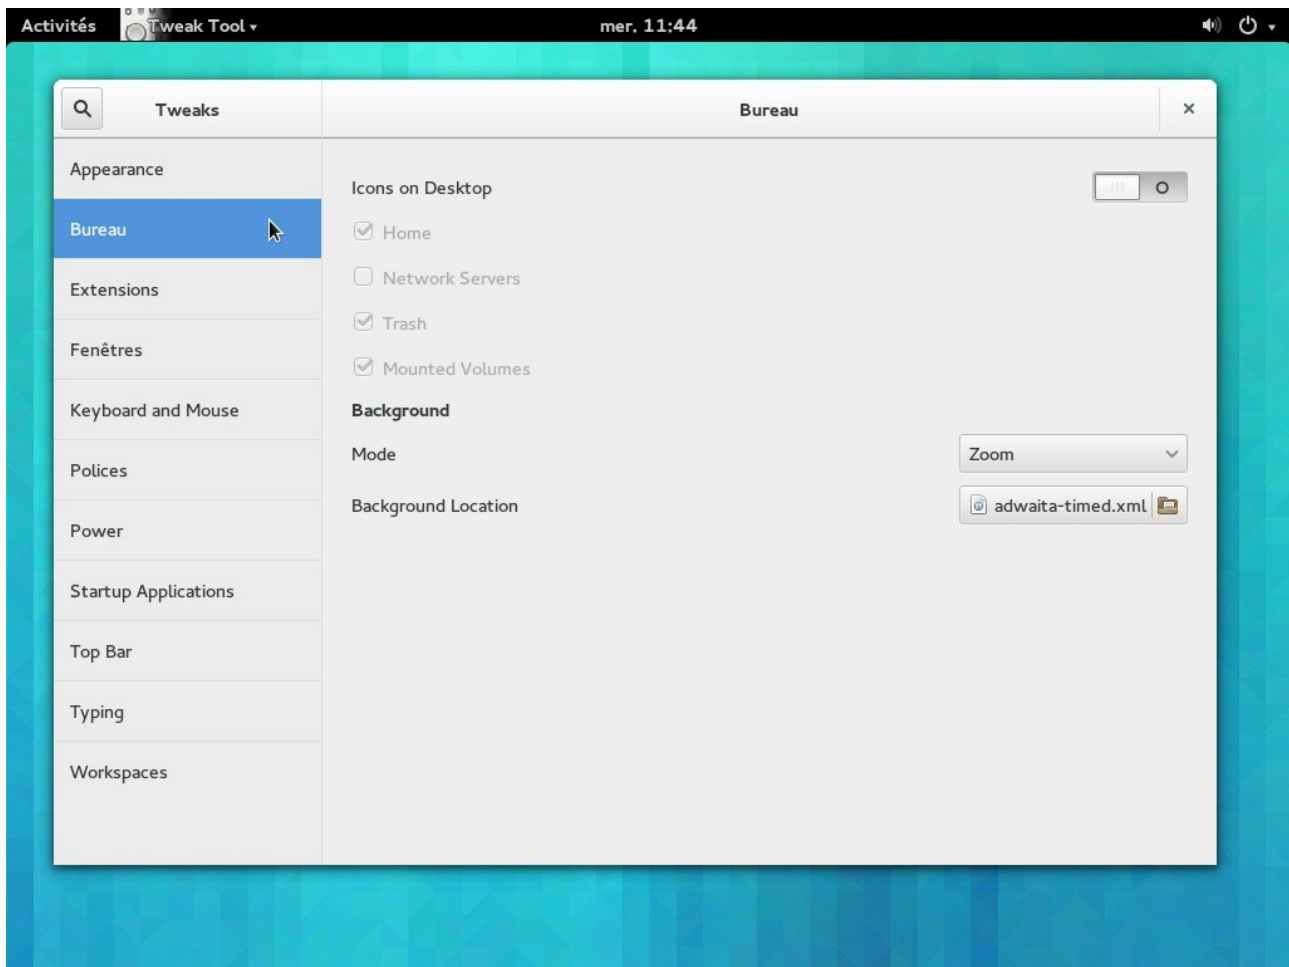 Activités Tweak Tool mer. 11:44
Tweaks Bureau
Appearance
Bureau
Extensions
Fenêtres
Keyboard and Mouse
Polices
Power
Startup Applications
Top Bar
Typing
Workspaces
Icons on Desktop
Home
Network Servers
Trash
Mounted Volumes
Background
Mode Zoom
Background Location adwaita-timed.xml